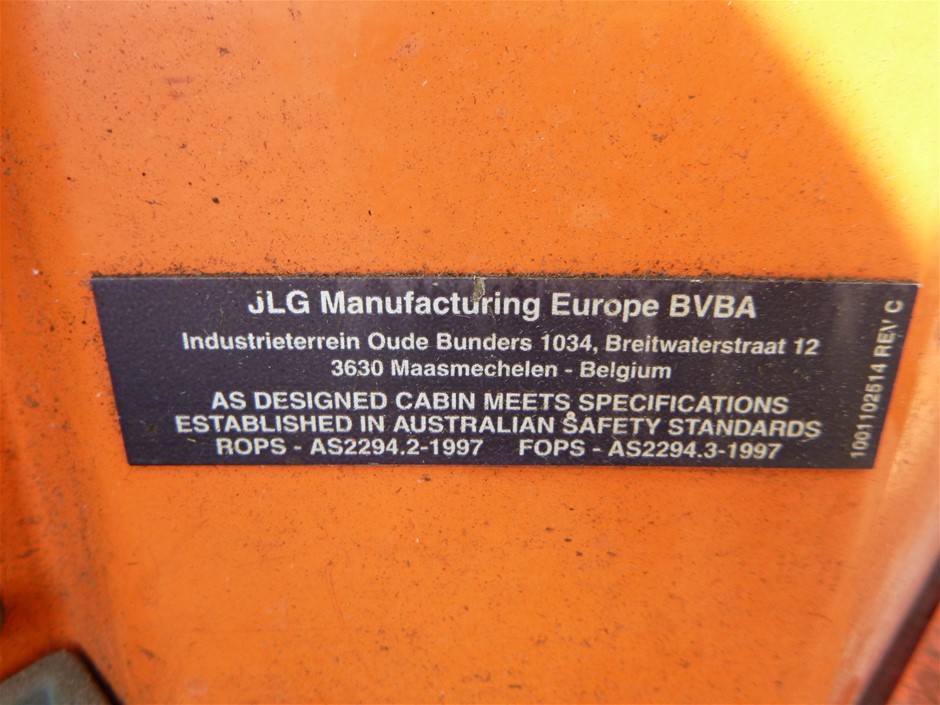 JLG Manufacturing Europe BVBA
Industrieterrein Oude Bunders 1034, Breitwaterstraat 12
3630 Maasmechelen - Belgium
AS DESIGNED CABIN MEETS SPECIFICATIONS
ESTABLISHED IN AUSTRALIAN SAFETY STANDARDS
ROPS - AS2294.2-1997 FOPS - AS2294.3-1997
1001102514 REV C